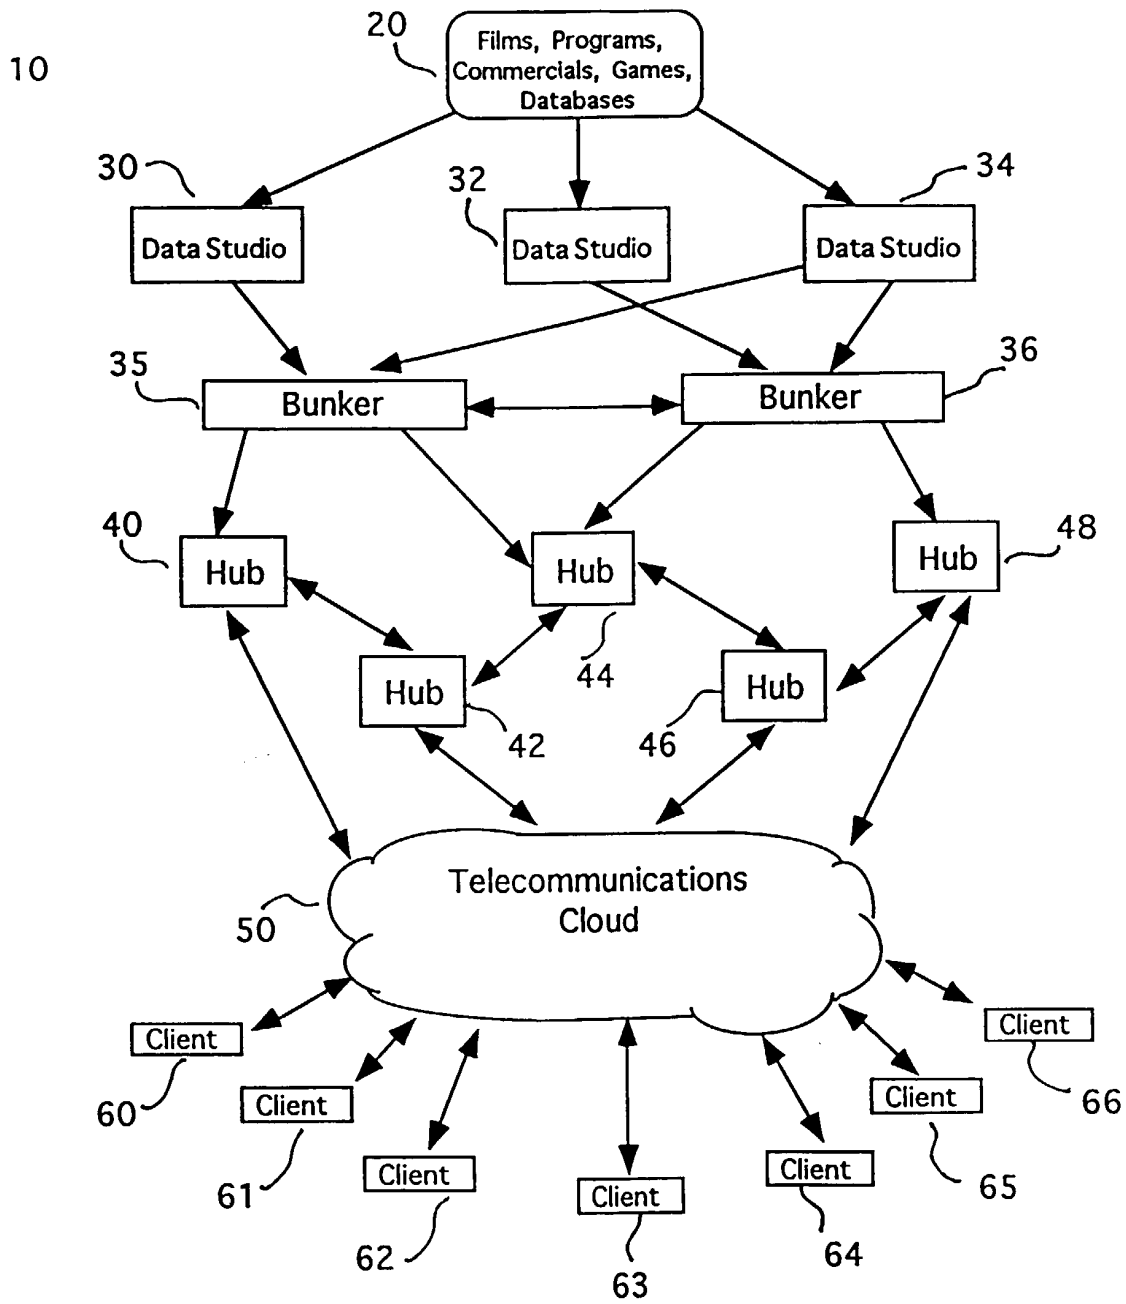 10
20
Films, Programs,
Commercials, Games,
Databases
30
32
34
Data Studio
Data Studio
Data Studio
35
36
Bunker
Bunker
40
48
Hub
Hub
Hub
44
Hub
Hub
42
46
Telecommunications
Cloud
50
Client
Client
60
66
Client
Client
61
65
Client
Client
Client
62
64
63